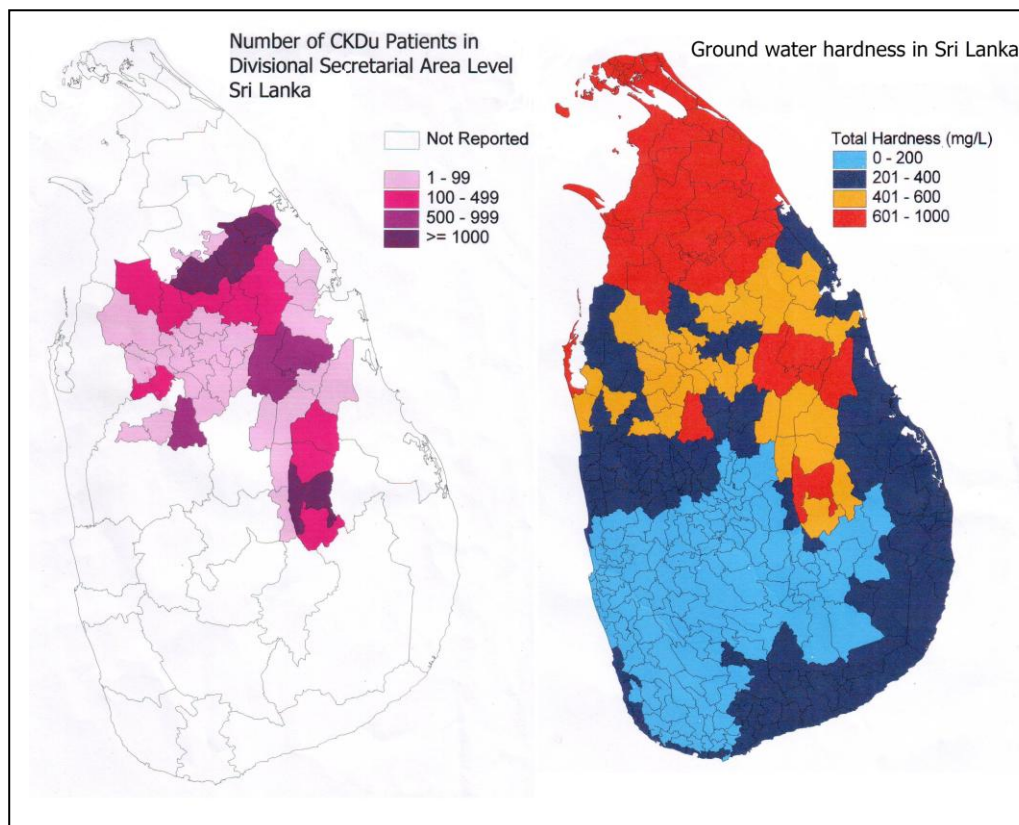 Number of CKDu Patients in
Divisional Secretarial Area Level
Sri Lanka
Not Reported
1 - 99
100 - 499
500 - 999
>= 1000
Ground water hardness in Sri Lanka
Total Hardness (mg/L)
0 - 200
201 - 400
401 - 600
601 - 1000